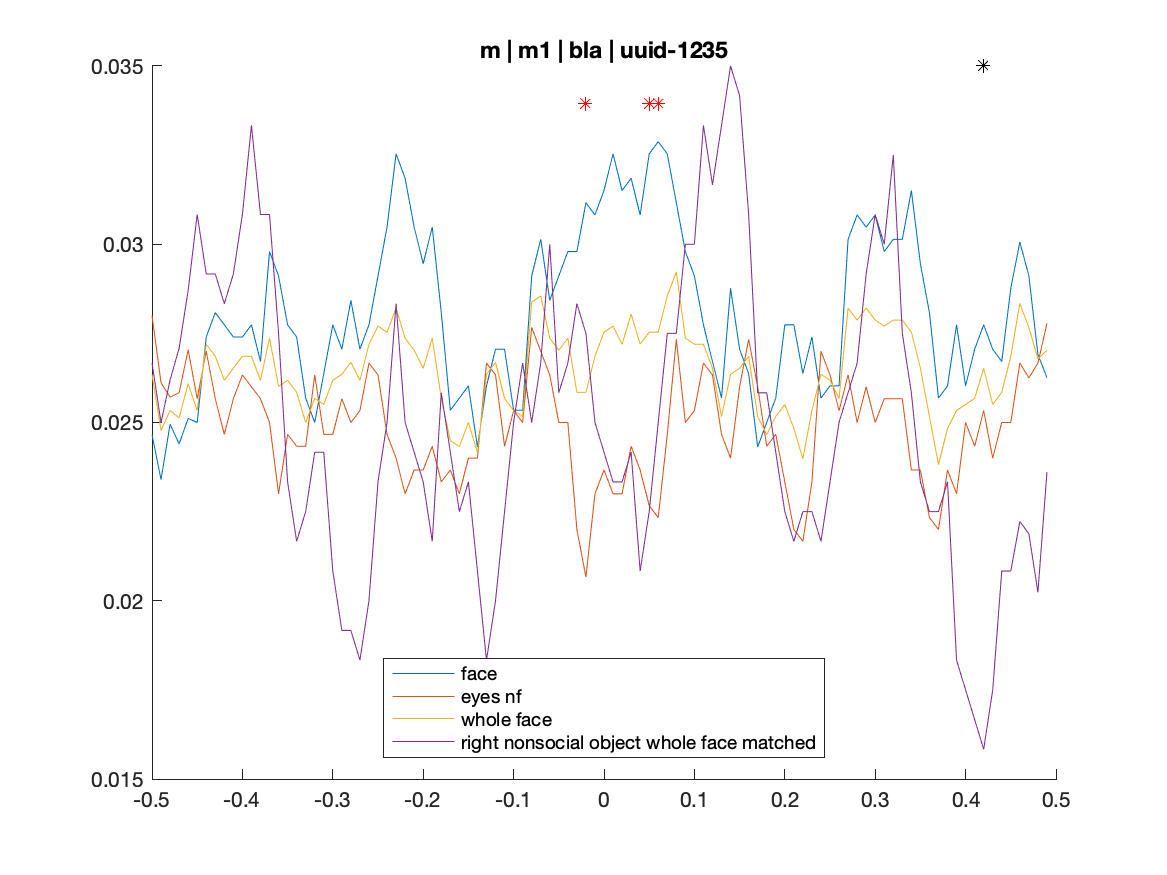 m | m1 | bla | uuid-1235
0.035
0.03
0.025
0.02
0.015
face
eyes nf
whole face
right nonsocial object whole face matched
-0.5 -0.4 -0.3 -0.2 -0.1 0 0.1 0.2 0.3 0.4 0.5